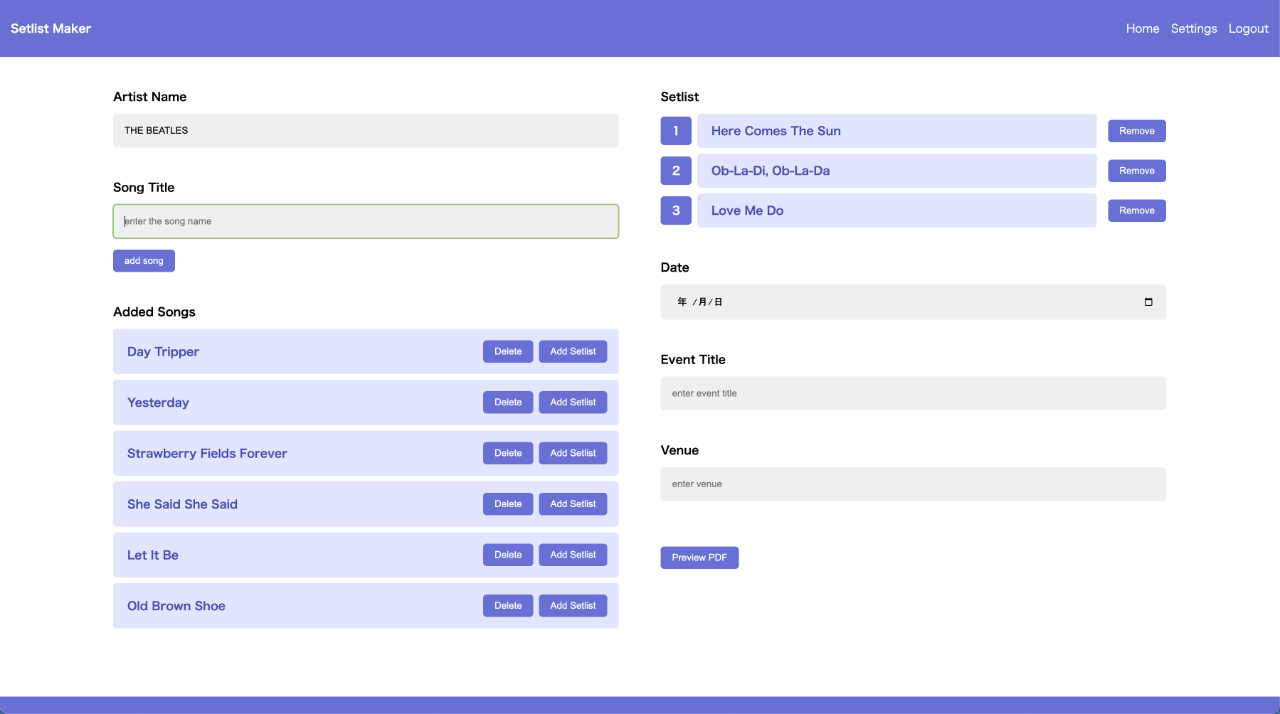 Setlist Maker
Home Settings Logout
Artist Name
THE BEATLES
Song Title
enter the song name
add song
Added Songs
Day Tripper Delete Add Setlist
Yesterday Delete Add Setlist
Strawberry Fields Forever Delete Add Setlist
She Said She Said Delete Add Setlist
Let It Be Delete Add Setlist
Old Brown Shoe Delete Add Setlist
Setlist
1 Here Comes The Sun Remove
2 Ob-La-Di, Ob-La-Da Remove
3 Love Me Do Remove
Date
年 /月/日
Event Title
enter event title
Venue
enter venue
Preview PDF